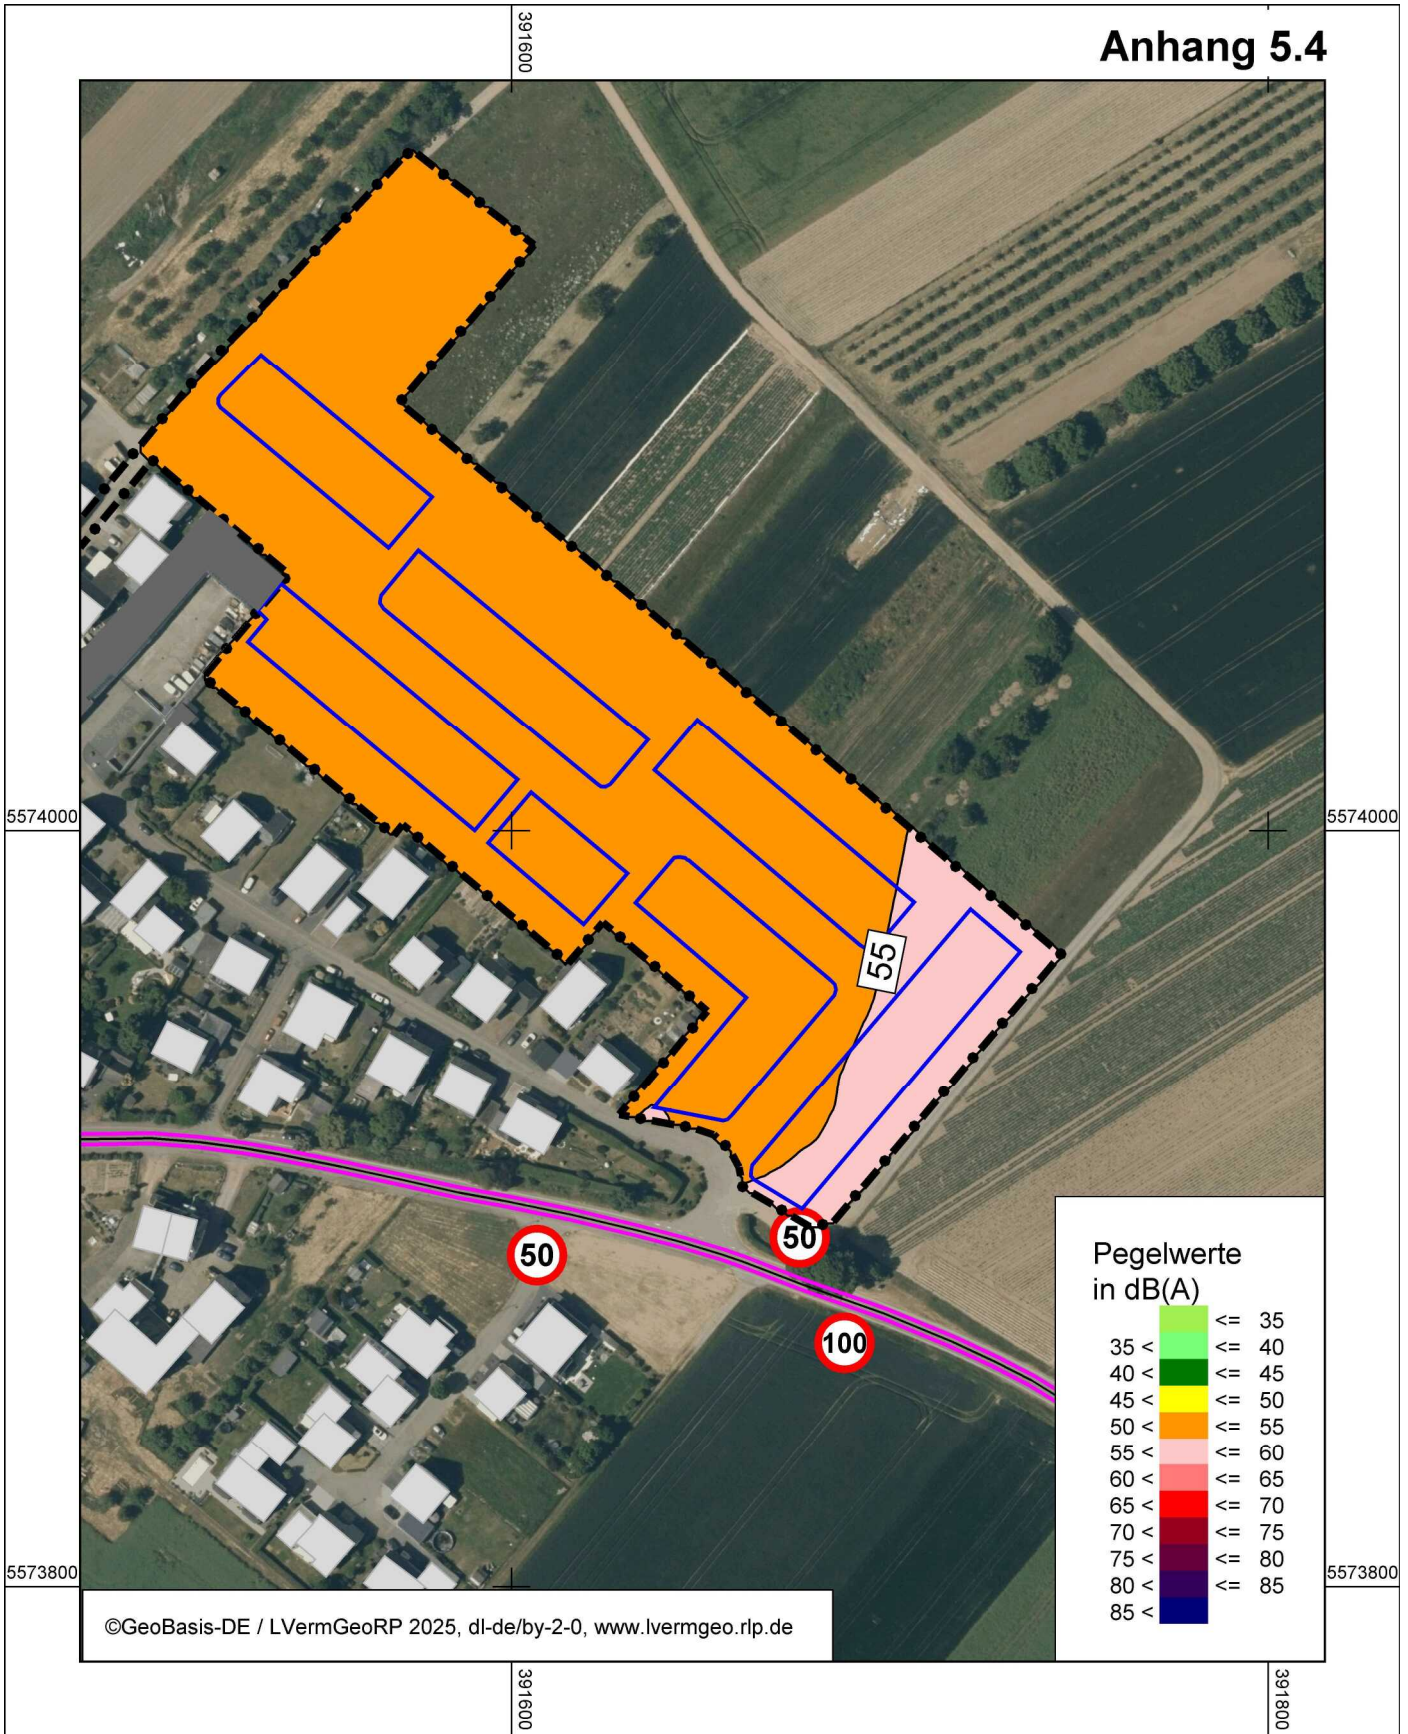 391600
Anhang 5.4
5574000
5574000
55
50
50
100
Pegelwerte
in dB(A)
<= 35
35 < <= 40
40 < <= 45
45 < <= 50
50 < <= 55
55 < <= 60
60 < <= 65
65 < <= 70
70 < <= 75
75 < <= 80
80 < <= 85
85 <
5573800
5573800
©GeoBasis-DE / LVermGeoRP 2025, dl-de/by-2-0, www.lvermgeo.rlp.de
391600
391800